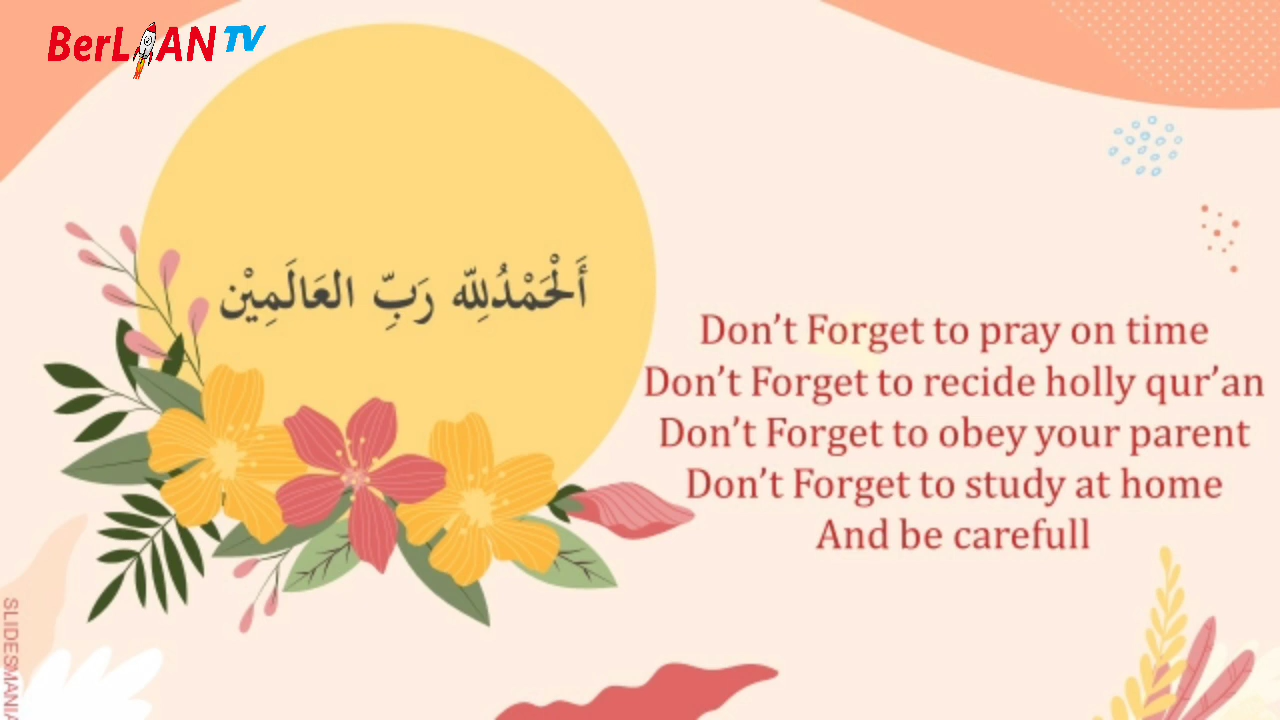 BerLIAN TV
أَلْحَمْدُلِلّٰه رَبِّ العَالَمِيْن
Don't Forget to pray on time
Don't Forget to recide holly qur'an
Don't Forget to obey your parent
Don't Forget to study at home
And be carefull
SLIDESMANIA